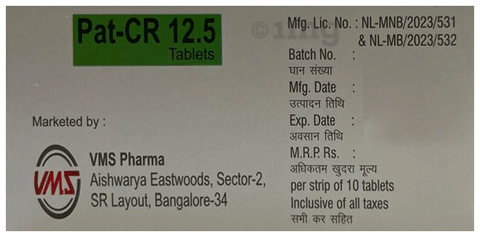 Pat-CR 12.5
Tablets
Marketed by :
VMS
VMS Pharma
Aishwarya Eastwoods, Sector-2,
SR Layout, Bangalore-34
1mg
Mfg. Lic. No. : NL-MNB/2023/531
& NL-MB/2023/532
Batch No. :
घान संख्या
Mfg. Date :
उत्पादन तिथि
Exp. Date :
अवसान तिथि
M.R.P. Rs. :
अधिकतम खुदरा मूल्य
per strip of 10 tablets
Inclusive of all taxes
सभी कर सहित